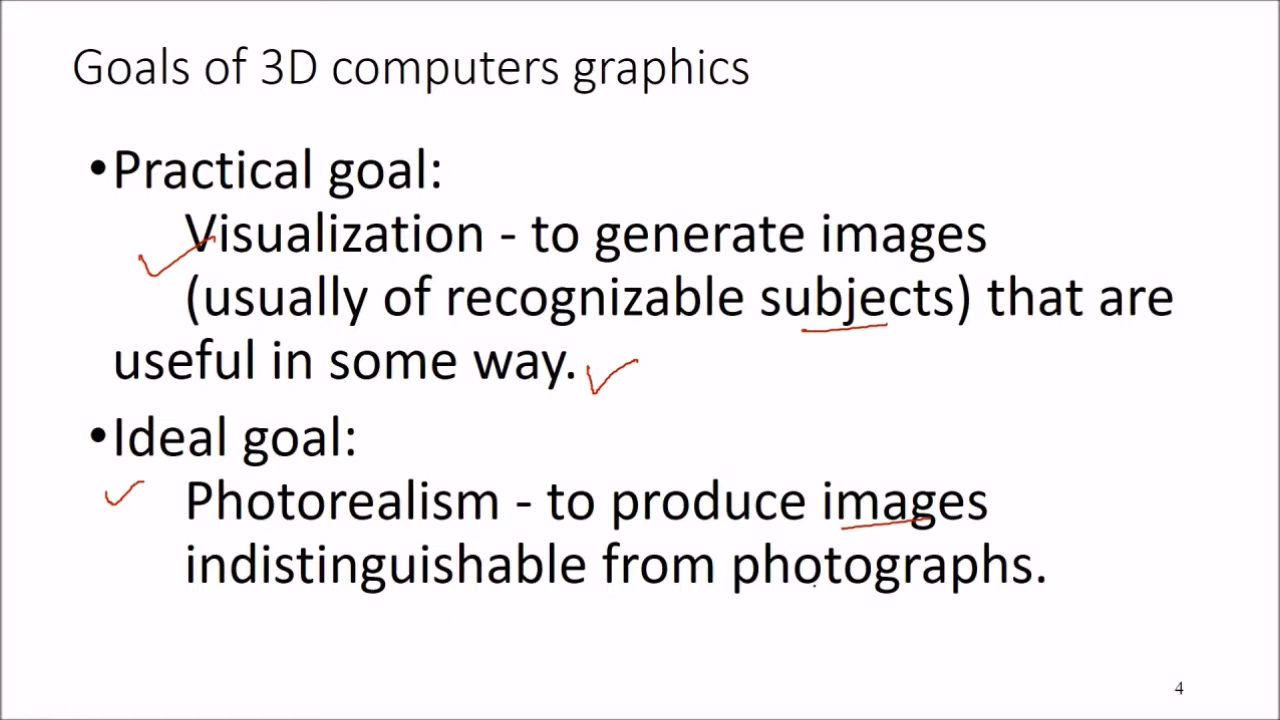 Goals of 3D computers graphics
•Practical goal:
Visualization - to generate images
(usually of recognizable subjects) that are
useful in some way.
•Ideal goal:
Photorealism - to produce images
indistinguishable from photographs.
4